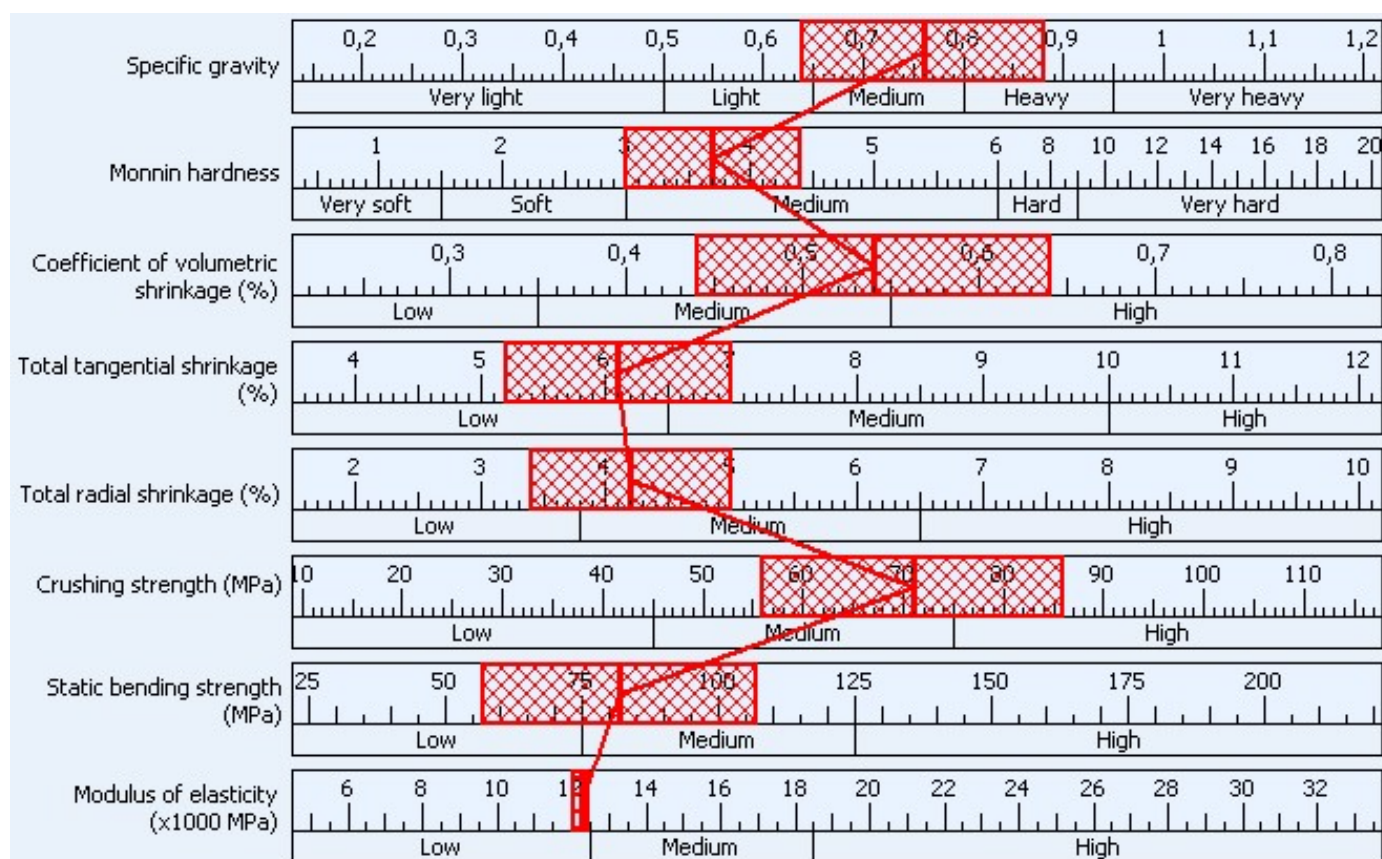 0,2 0,3 0,4 0,5 0,6 0,7 0,8 0,9 1 1,1 1,2
Specific gravity
Very light Light Medium Heavy Very heavy
1 2 3 4 5 6 8 10 12 14 16 18 20
Monnin hardness
Very soft Soft Medium Hard Very hard
0,3 0,4 0,5 0,6 0,7 0,8
Coefficient of volumetric
shrinkage (%)
Low Medium High
4 5 6 7 8 9 10 11 12
Total tangential shrinkage
(%)
Low Medium High
2 3 4 5 6 7 8 9 10
Total radial shrinkage (%)
Low Medium High
10 20 30 40 50 60 70 80 90 100 110
Crushing strength (MPa)
Low Medium High
25 50 75 100 125 150 175 200
Static bending strength
(MPa)
Low Medium High
6 8 10 12 14 16 18 20 22 24 26 28 30 32
Modulus of elasticity
(x1000 MPa)
Low Medium High